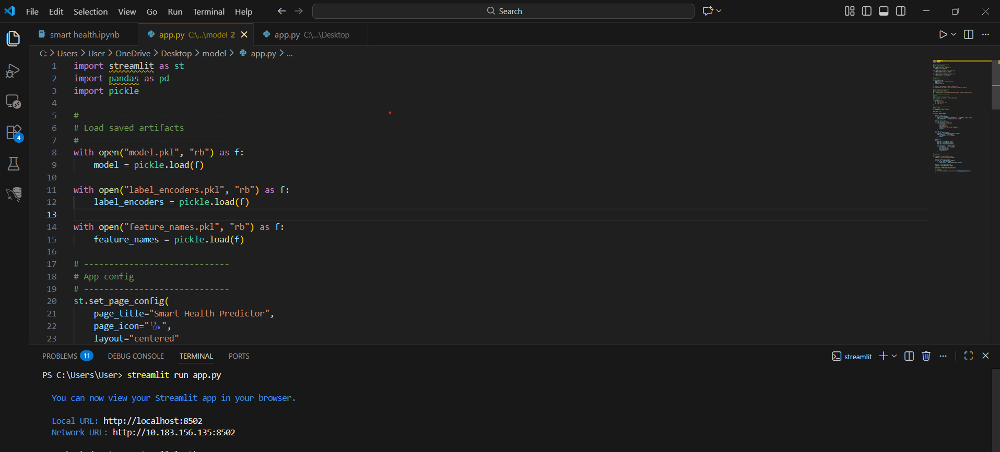 File Edit Selection View Go Run Terminal Help Search
smart health.ipynb app.py C:\...\model 2 app.py C:\...\Desktop
C: > Users > User > OneDrive > Desktop > model > app.py > ...
1 import streamlit as st
2 import pandas as pd
3 import pickle
4
5 # -----------------------------
6 # Load saved artifacts
7 # -----------------------------
8 with open("model.pkl", "rb") as f:
9 model = pickle.load(f)
10
11 with open("label_encoders.pkl", "rb") as f:
12 label_encoders = pickle.load(f)
13
14 with open("feature_names.pkl", "rb") as f:
15 feature_names = pickle.load(f)
16
17 # -----------------------------
18 # App config
19 # -----------------------------
20 st.set_page_config(
21 page_title="Smart Health Predictor",
22 page_icon="🩺",
23 layout="centered"
4
PROBLEMS 11 DEBUG CONSOLE TERMINAL PORTS streamlit
PS C:\Users\User> streamlit run app.py
You can now view your Streamlit app in your browser.
Local URL: http://localhost:8502
Network URL: http://10.183.156.135:8502